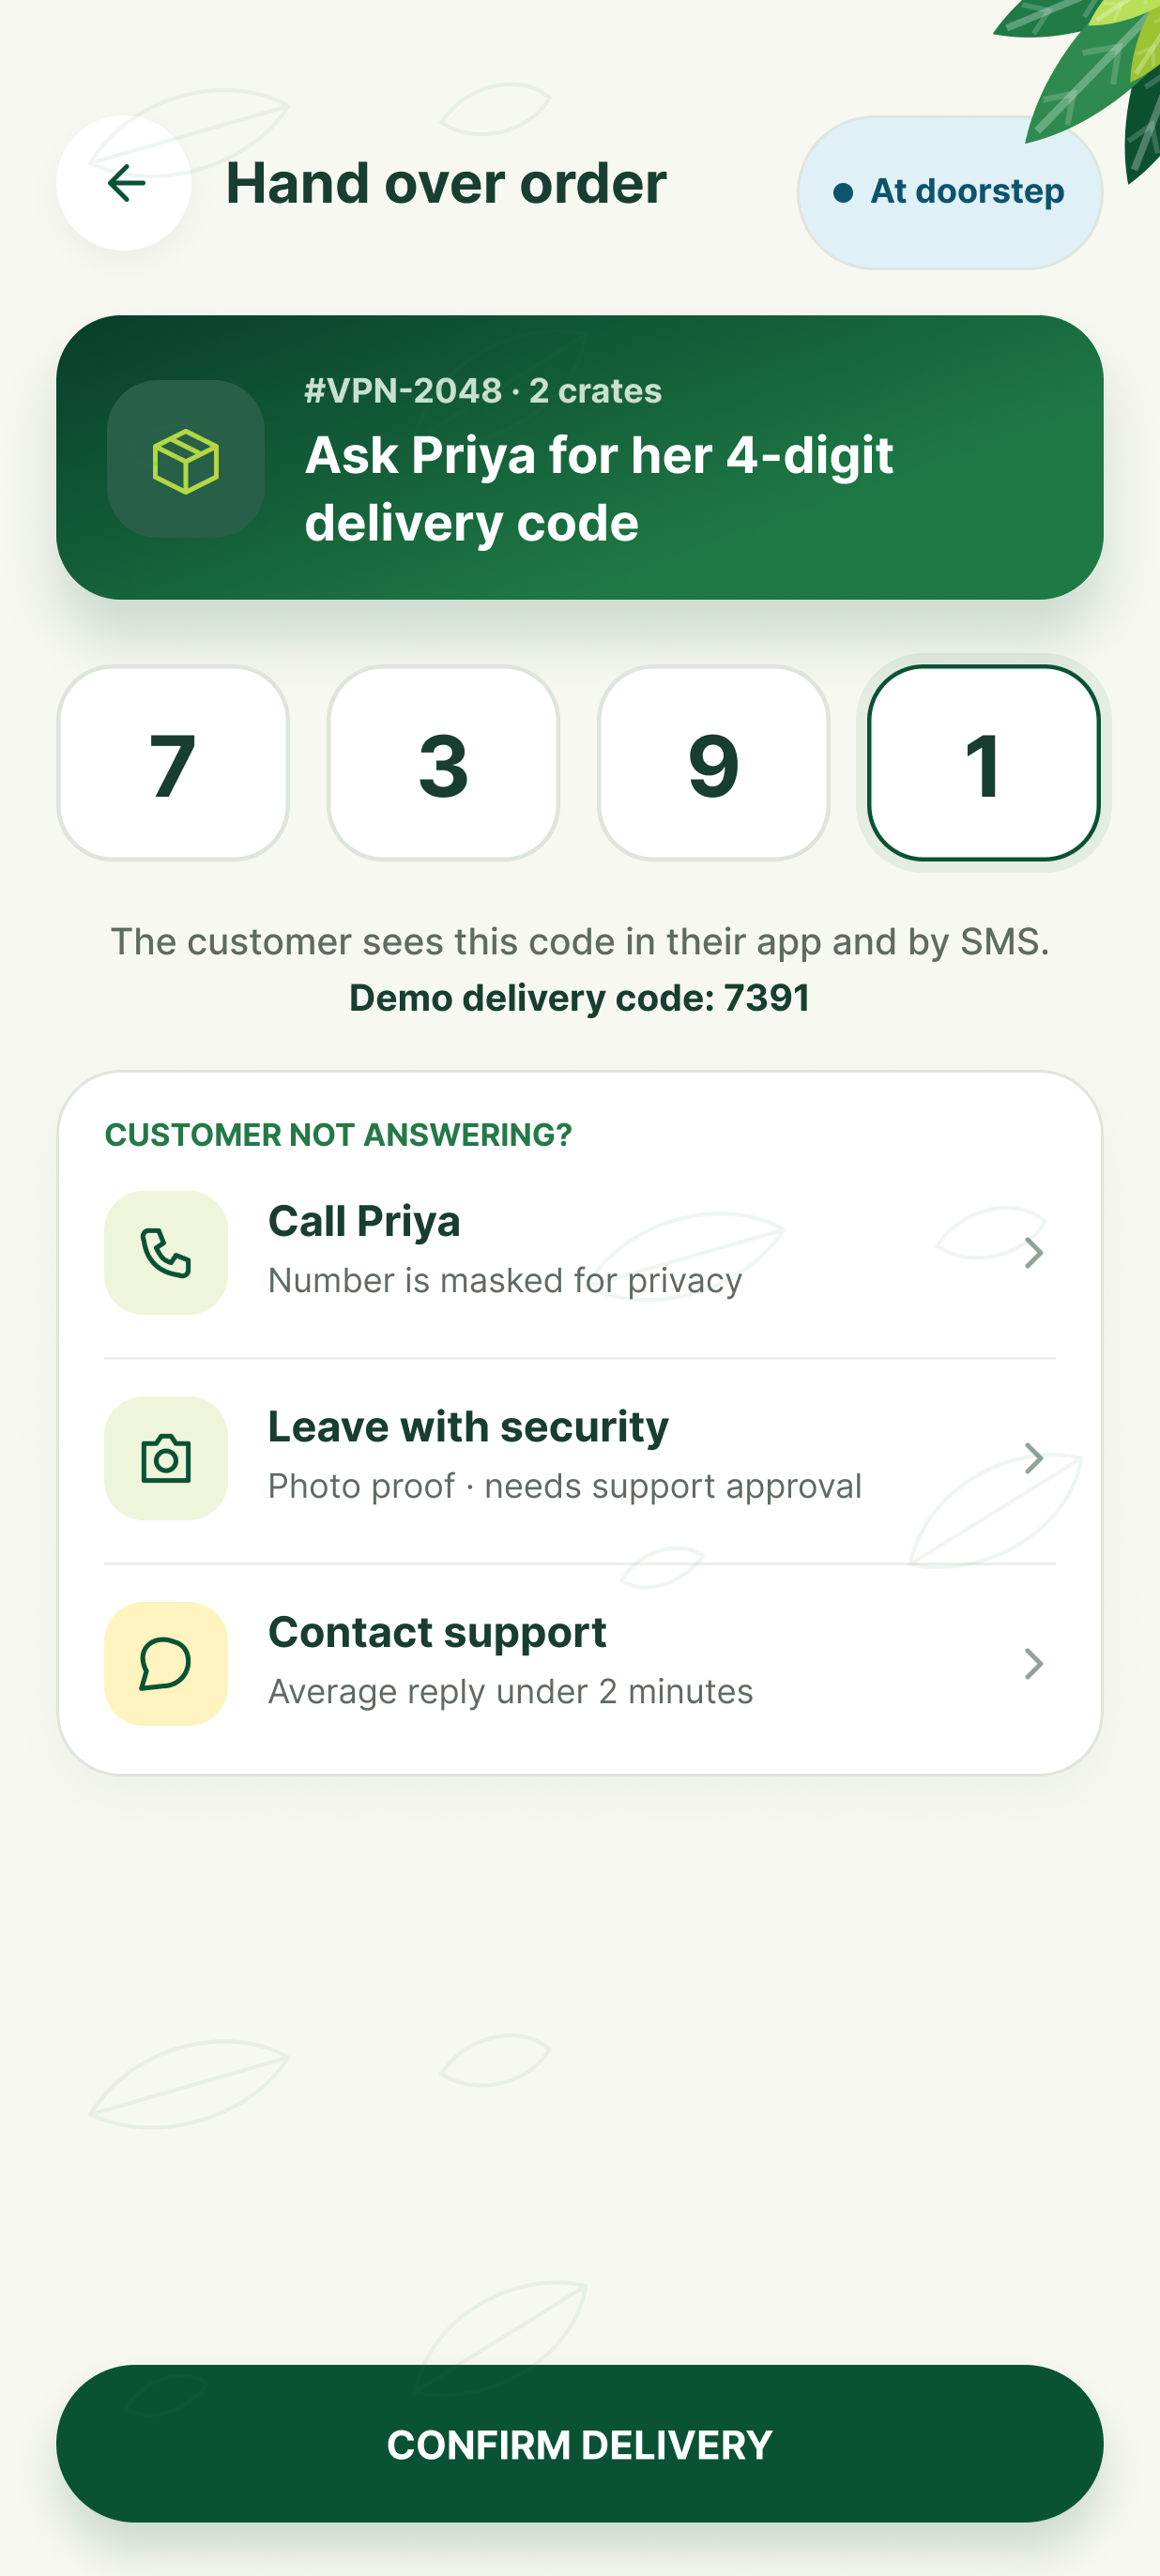 Hand over order
At doorstep
#VPN-2048 · 2 crates
Ask Priya for her 4-digit
delivery code
7 3 9 1
The customer sees this code in their app and by SMS.
Demo delivery code: 7391
CUSTOMER NOT ANSWERING?
Call Priya
Number is masked for privacy
Leave with security
Photo proof · needs support approval
Contact support
Average reply under 2 minutes
CONFIRM DELIVERY